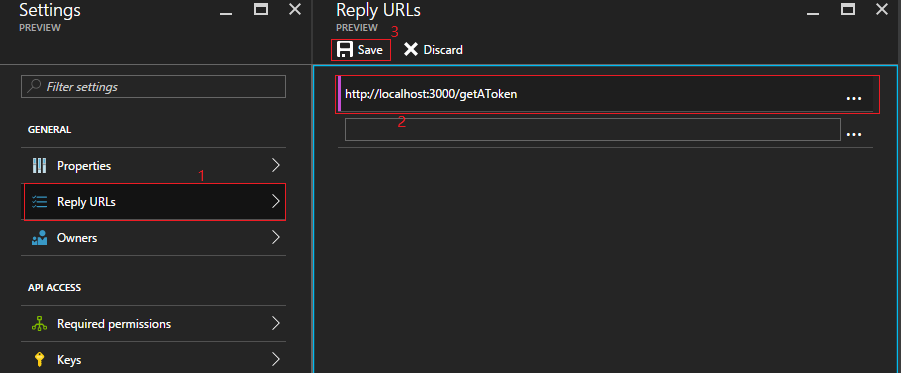 Settings
PREVIEW
Filter settings
GENERAL
Properties
1
Reply URLs
Owners
API ACCESS
Required permissions
Keys
Reply URLs
PREVIEW
3
Save Discard
http://localhost:3000/getAToken ...
2
...